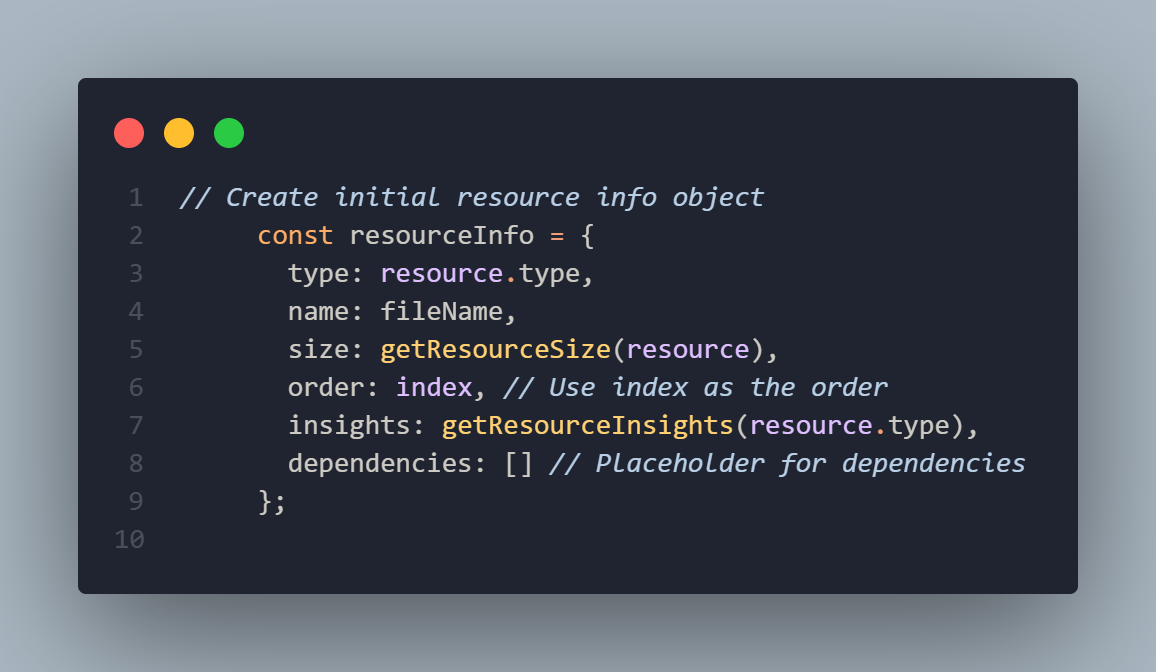 1 // Create initial resource info object
2 const resourceInfo = {
3 type: resource.type,
4 name: fileName,
5 size: getResourceSize(resource),
6 order: index, // Use index as the order
7 insights: getResourceInsights(resource.type),
8 dependencies: [] // Placeholder for dependencies
9 };
10